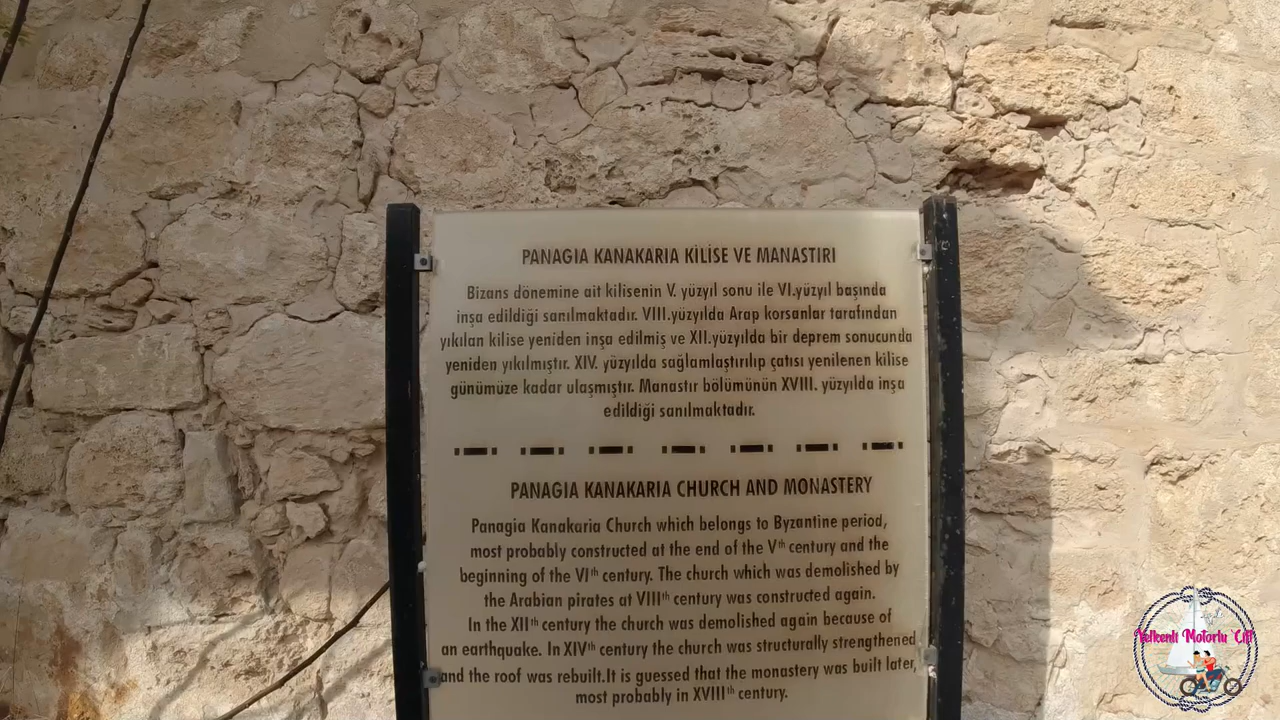 PANAGIA KANAKARIA KİLİSE VE MANASTIRI
Bizans dönemine ait kilisenin V. yüzyıl sonu ile VI.yüzyıl başında
inşa edildiği sanılmaktadır. VIII.yüzyılda Arap korsanlar tarafından
yıkılan kilise yeniden inşa edilmiş ve XII.yüzyılda bir deprem sonucunda
yeniden yıkılmıştır. XIV. yüzyılda sağlamlaştırılıp çatısı yenilenen kilise
günümüze kadar ulaşmıştır. Manastır bölümünün XVIII. yüzyılda inşa
edildiği sanılmaktadır.
PANAGIA KANAKARIA CHURCH AND MONASTERY
Panagia Kanakaria Church which belongs to Byzantine period,
most probably constructed at the end of the Vth century and the
beginning of the VIth century. The church which was demolished by
the Arabian pirates at VIIIth century was constructed again.
In the XIIth century the church was demolished again because of
an earthquake. In XIVth century the church was structurally strengthened
and the roof was rebuilt.It is guessed that the monastery was built later,
most probably in XVIIIth century.
Yelkenli Motorlu Çift